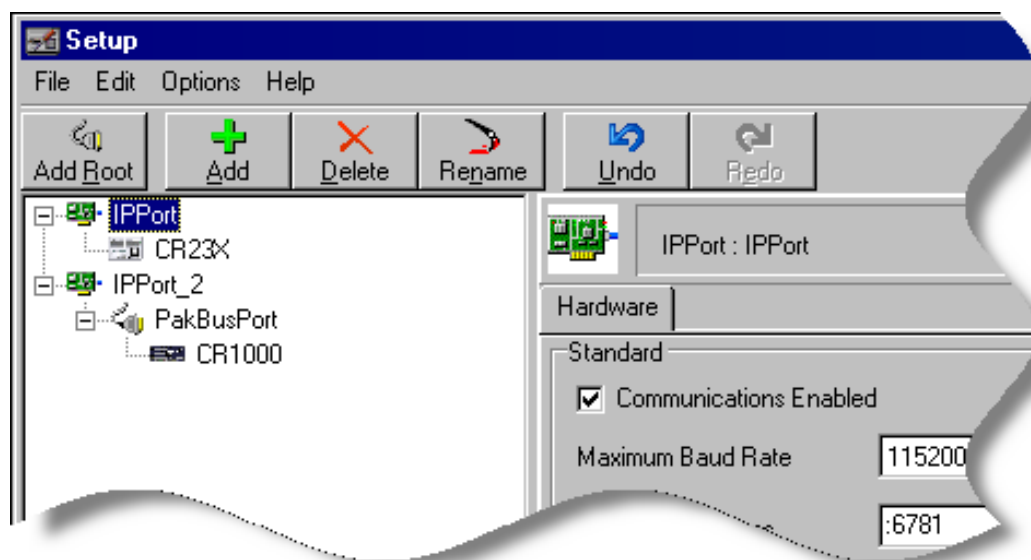 Setup
File Edit Options Help
Add Root Add Delete Rename Undo Redo
IPPort
CR23X
IPPort_2
PakBusPort
CR1000
IPPort : IPPort
Hardware
Standard
Communications Enabled
Maximum Baud Rate 115200
:6781